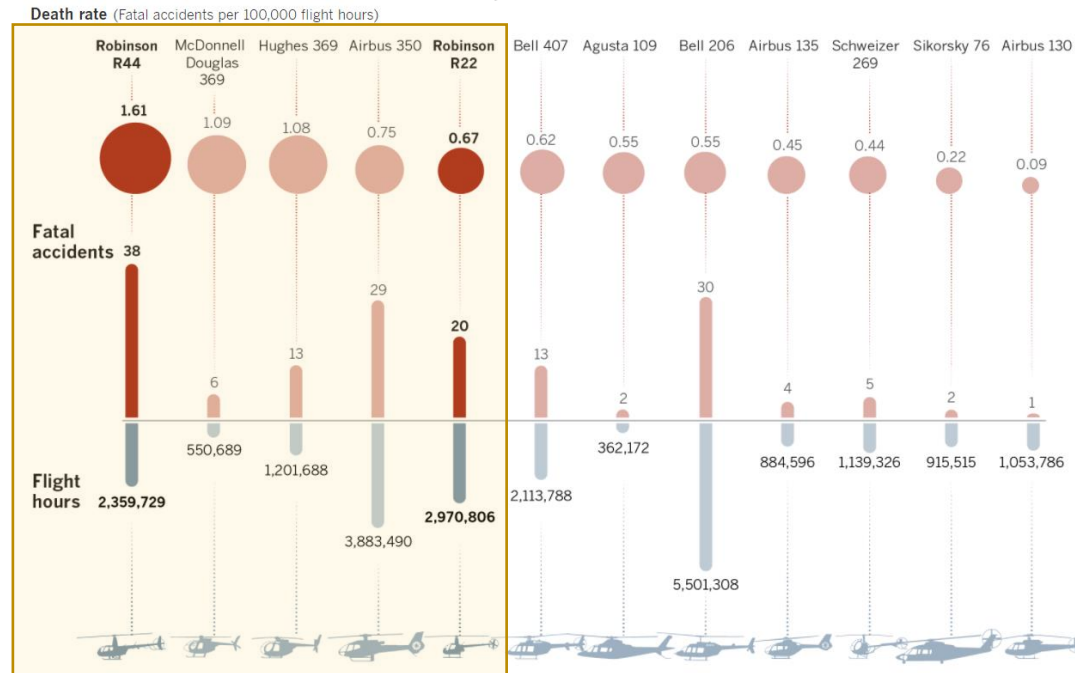 Death rate (Fatal accidents per 100,000 flight hours)
Robinson R44
McDonnell Douglas 369
Hughes 369
Airbus 350
Robinson R22
Bell 407
Agusta 109
Bell 206
Airbus 135
Schweizer 269
Sikorsky 76
Airbus 130
1.61
1.09
1.08
0.75
0.67
0.62
0.55
0.55
0.45
0.44
0.22
0.09
Fatal
accidents
38
6
13
29
20
13
2
30
4
5
2
1
Flight
hours
2,359,729
550,689
1,201,688
3,883,490
2,970,806
2,113,788
362,172
5,501,308
884,596
1,139,326
915,515
1,053,786